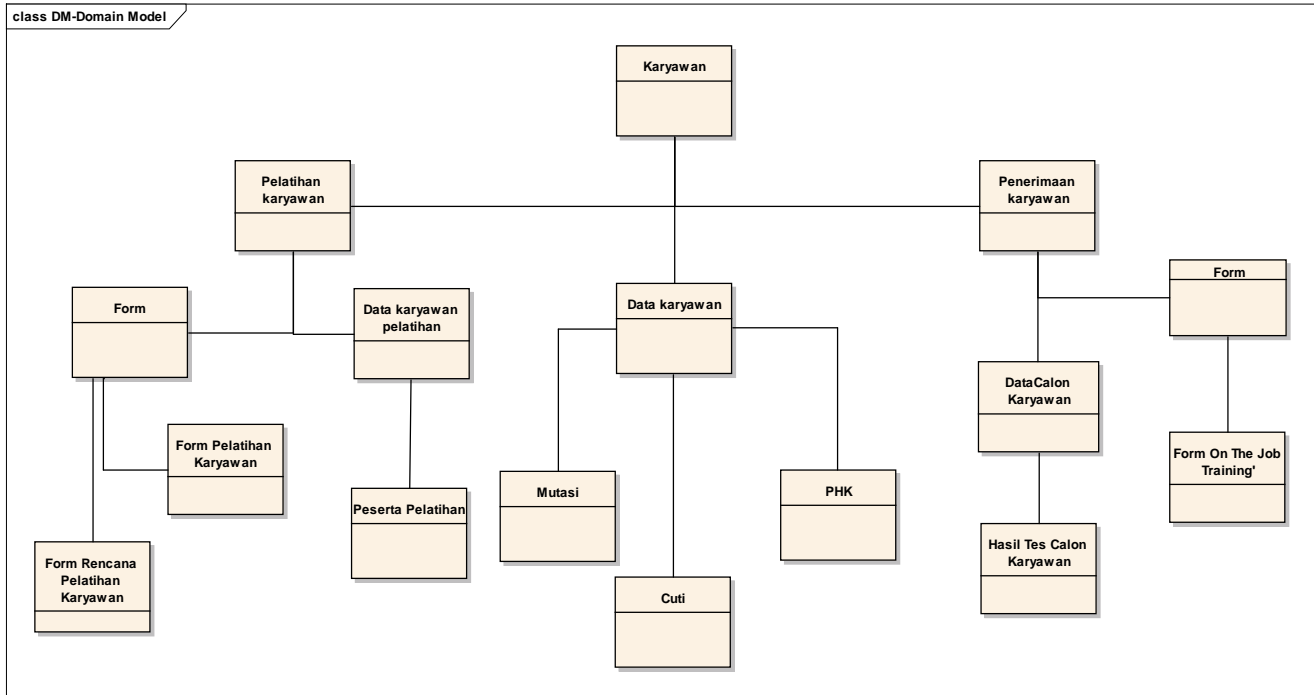 class DM-Domain Model
Karyawan
Pelatihan
karyawan
Penerimaan
karyawan
Form
Data karyawan
pelatihan
Data karyawan
Form
DataCalon
Karyawan
Form Pelatihan
Karyawan
Form On The Job
Training'
Peserta Pelatihan
Mutasi
PHK
Form Rencana
Pelatihan
Karyawan
Cuti
Hasil Tes Calon
Karyawan